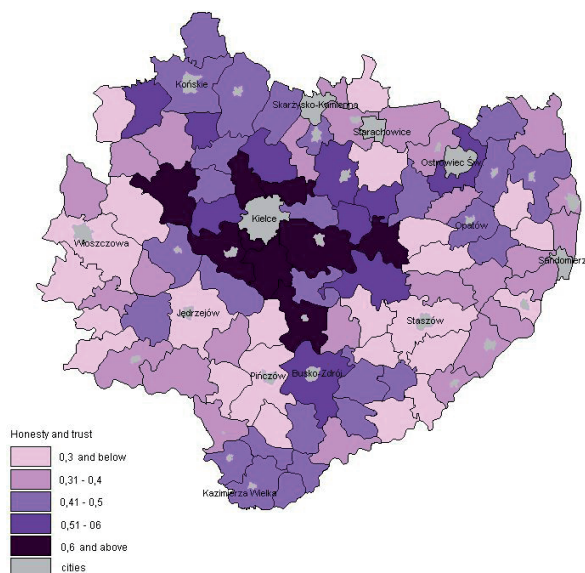 Końskie
Skarżysko-Kamienna
Starachowice
Ostrowiec Św.
Kielce
Opatów
Włoszczowa
Sandomierz
Jędrzejów
Staszów
Pińczów
Busko-Zdrój
Kazimierza Wielka
Honesty and trust
0,3 and below
0,31 - 0,4
0,41 - 0,5
0,51 - 06
0,6 and above
cities